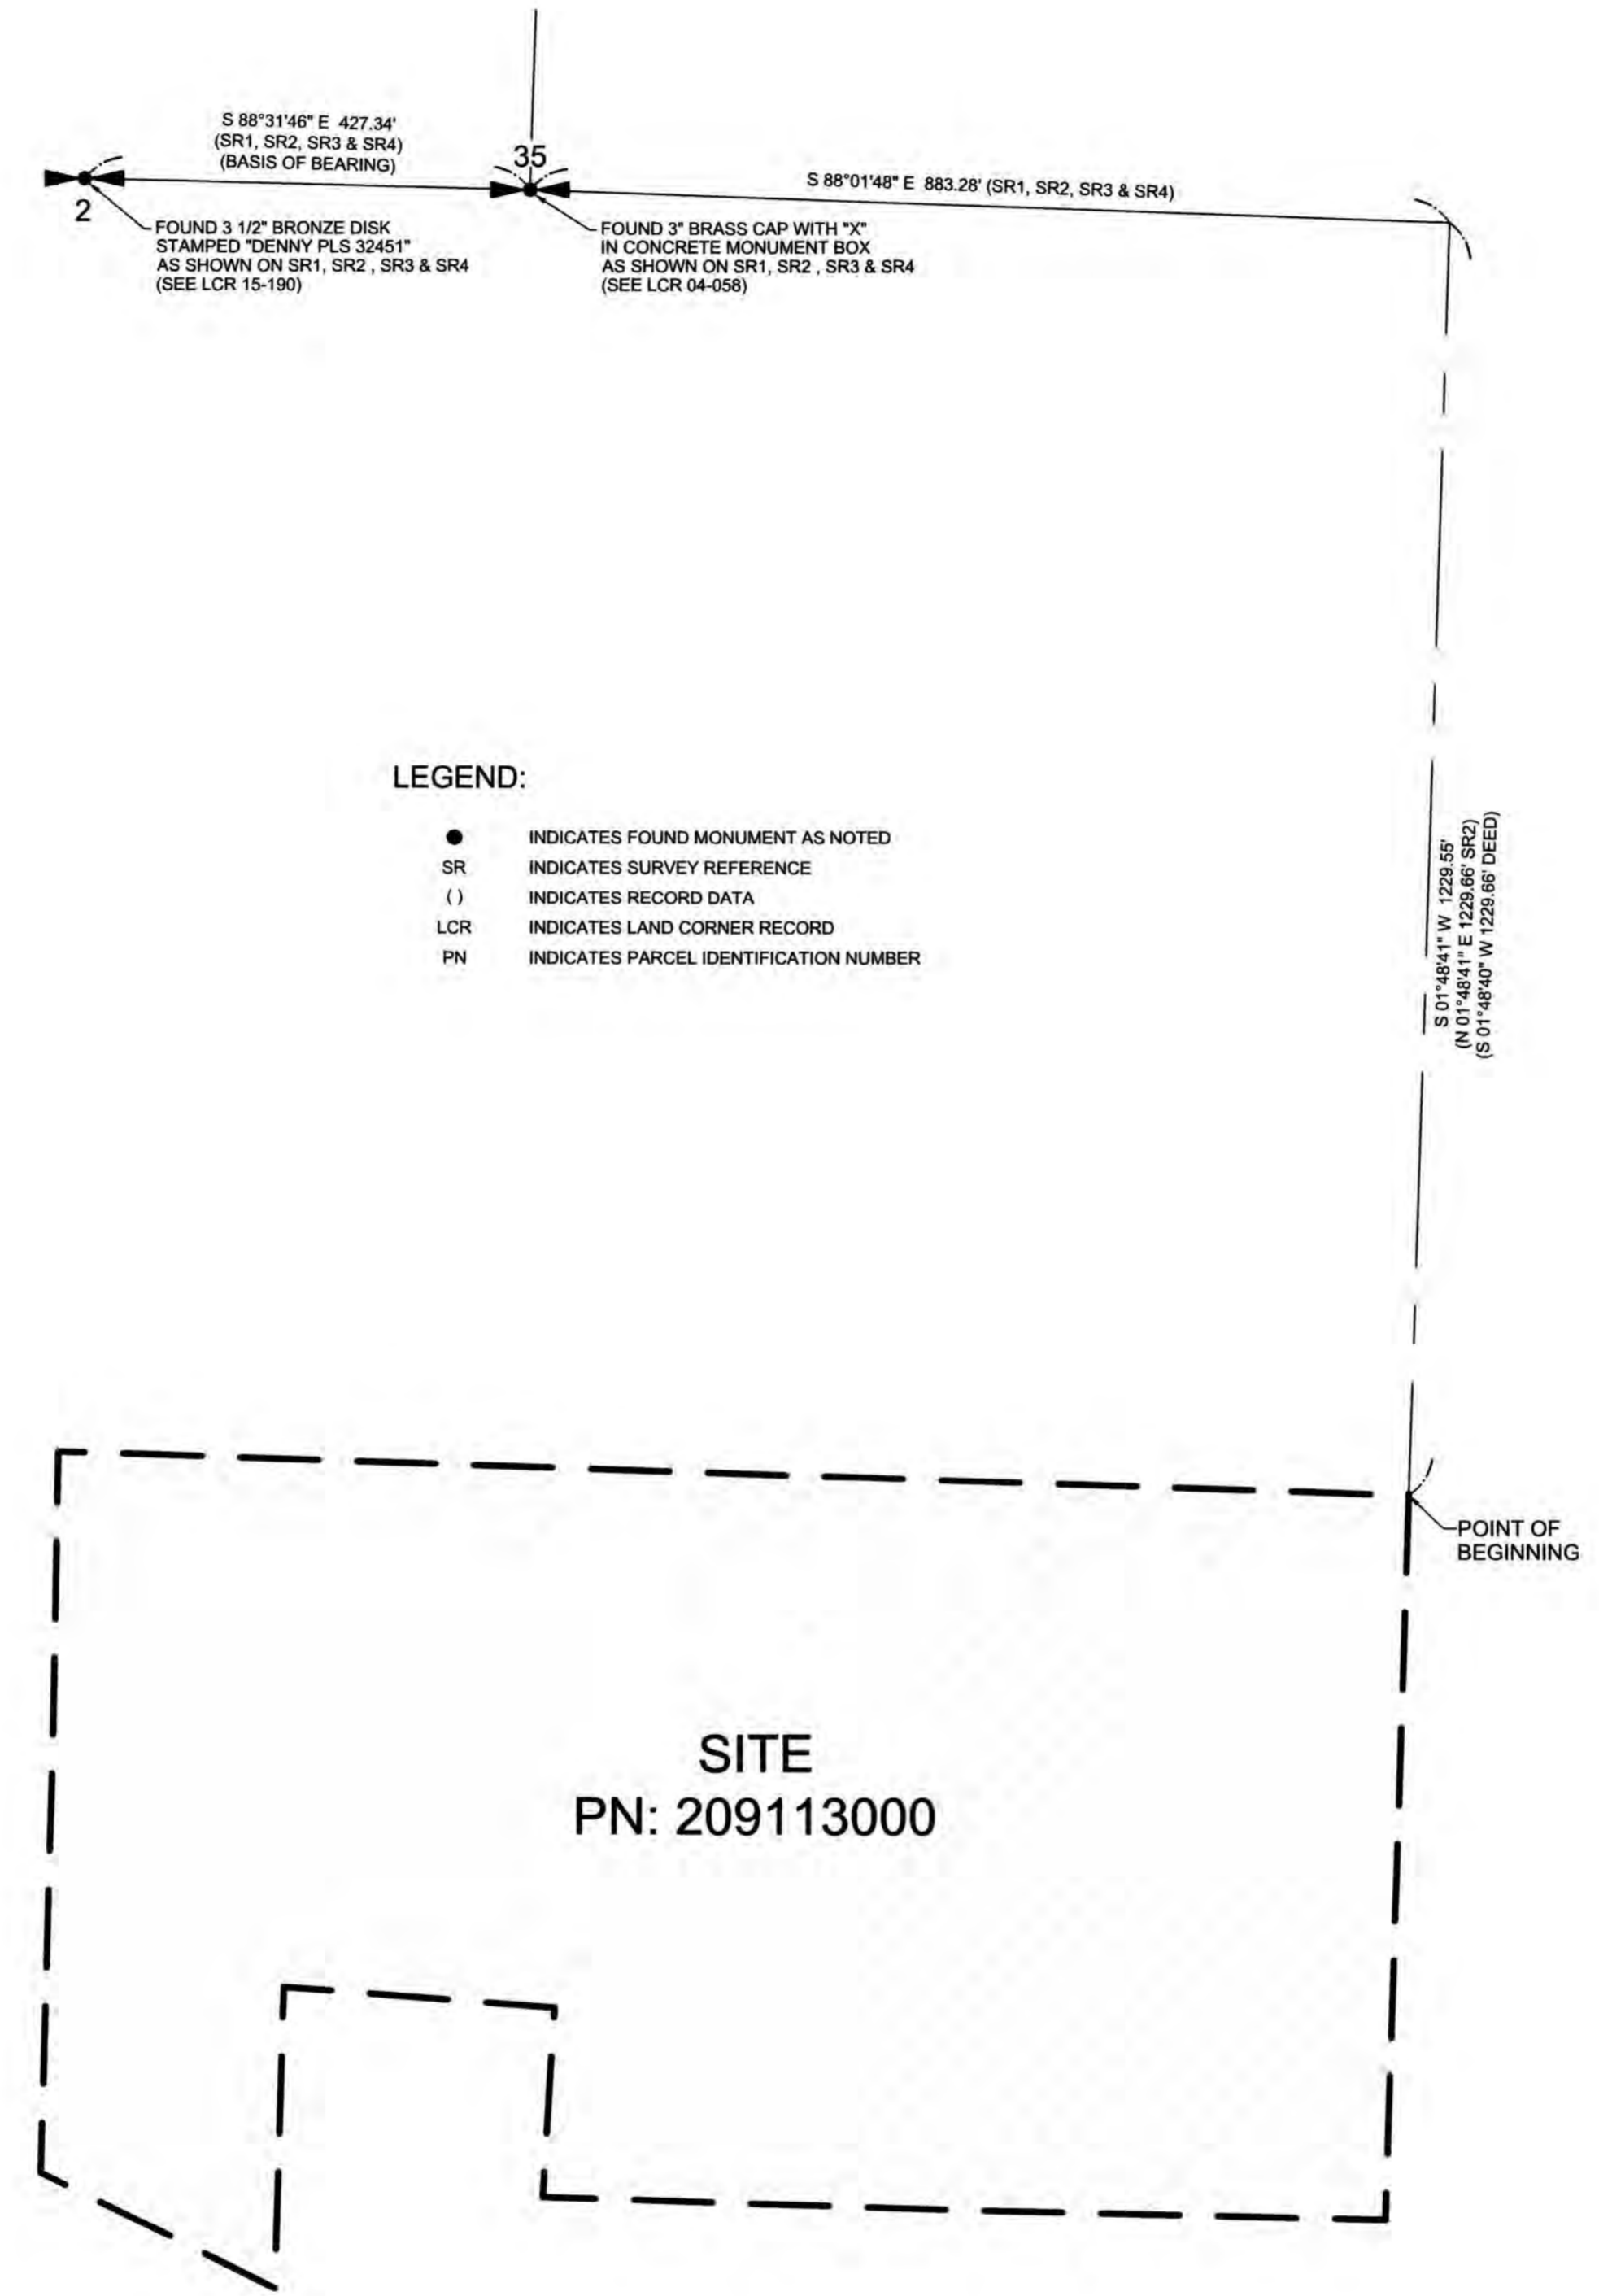 S 88°31'46" E 427.34'
(SR1, SR2, SR3 & SR4)
(BASIS OF BEARING)
35
S 88°01'48" E 883.28' (SR1, SR2, SR3 & SR4)
2
FOUND 3 1/2" BRONZE DISK
STAMPED "DENNY PLS 32451"
AS SHOWN ON SR1, SR2 , SR3 & SR4
(SEE LCR 15-190)
FOUND 3" BRASS CAP WITH "X"
IN CONCRETE MONUMENT BOX
AS SHOWN ON SR1, SR2 , SR3 & SR4
(SEE LCR 04-058)
LEGEND:
INDICATES FOUND MONUMENT AS NOTED
SR INDICATES SURVEY REFERENCE
( ) INDICATES RECORD DATA
LCR INDICATES LAND CORNER RECORD
PN INDICATES PARCEL IDENTIFICATION NUMBER
S 01°48'41" W 1229.55'
(N 01°48'41" E 1229.66' SR2)
(S 01°48'40" W 1229.66' DEED)
POINT OF
BEGINNING
SITE
PN: 209113000